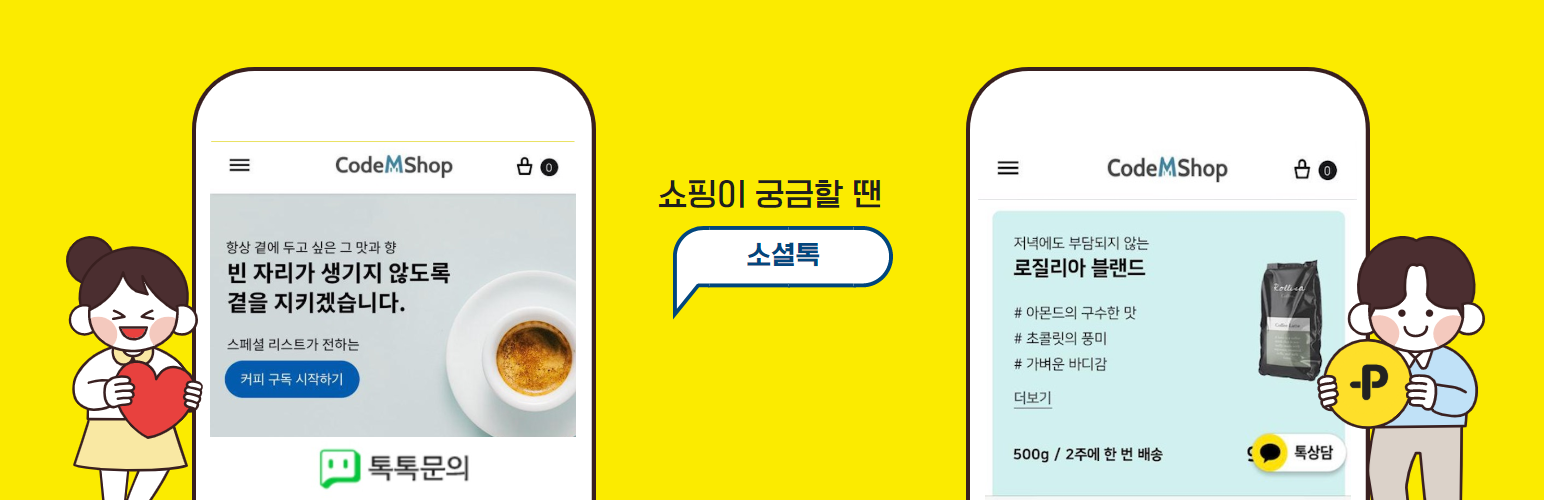 CodeMShop
0
항상 곁에 두고 싶은 그 맛과 향
빈 자리가 생기지 않도록
곁을 지키겠습니다.
스페셜 리스트가 전하는
커피 구독 시작하기
톡톡문의
쇼핑이 궁금할 땐
소셜톡
CodeMShop
0
저녁에도 부담되지 않는
로질리아 블랜드
# 아몬드의 구수한 맛
# 초콜릿의 풍미
# 가벼운 바디감
더보기
500g / 2주에 한 번 배송
톡상담
P